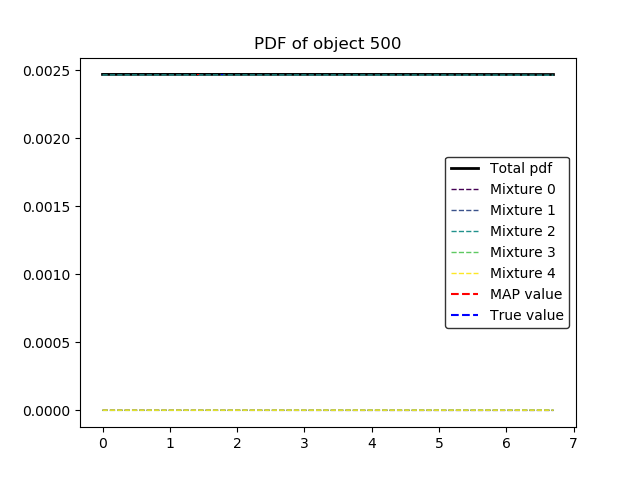 PDF of object 500
0.0025
0.0020
0.0015
0.0010
0.0005
0.0000
Total pdf
Mixture 0
Mixture 1
Mixture 2
Mixture 3
Mixture 4
MAP value
True value
0 1 2 3 4 5 6 7